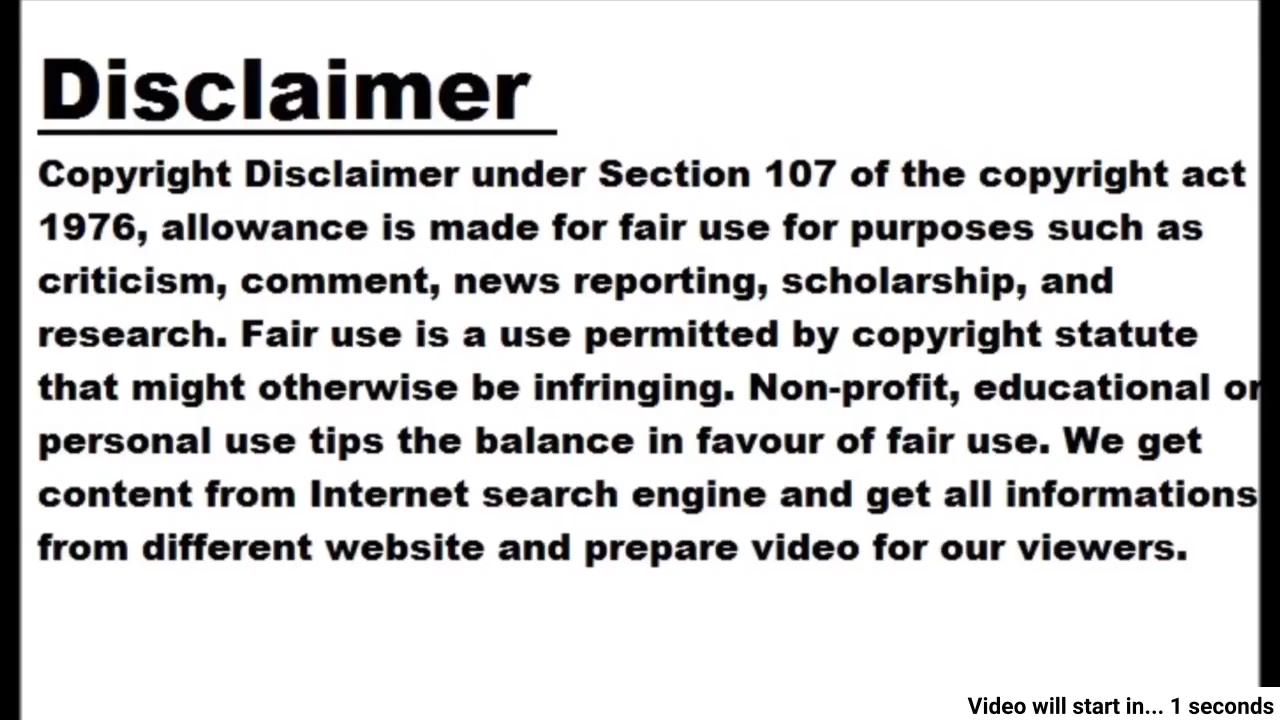 Disclaimer
Copyright Disclaimer under Section 107 of the copyright act
1976, allowance is made for fair use for purposes such as
criticism, comment, news reporting, scholarship, and
research. Fair use is a use permitted by copyright statute
that might otherwise be infringing. Non-profit, educational or
personal use tips the balance in favour of fair use. We get
content from Internet search engine and get all informations
from different website and prepare video for our viewers.
Video will start in... 1 seconds